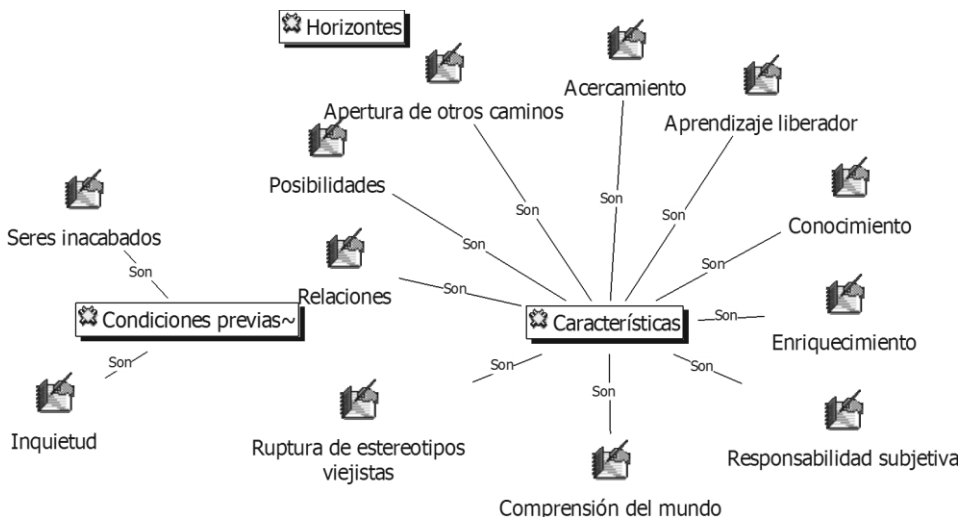 Horizontes
Acercamiento
Apertura de otros caminos
Aprendizaje liberador
Posibilidades
Son
Son
Son
Conocimiento
Seres inacabados
Son
Son
Son
Relaciones
Son
Condiciones previas~
Características
Son
Enriquecimiento
Son
Son
Son
Son
Inquietud
Ruptura de estereotipos
viejistas
Responsabilidad subjetiva
Comprensión del mundo